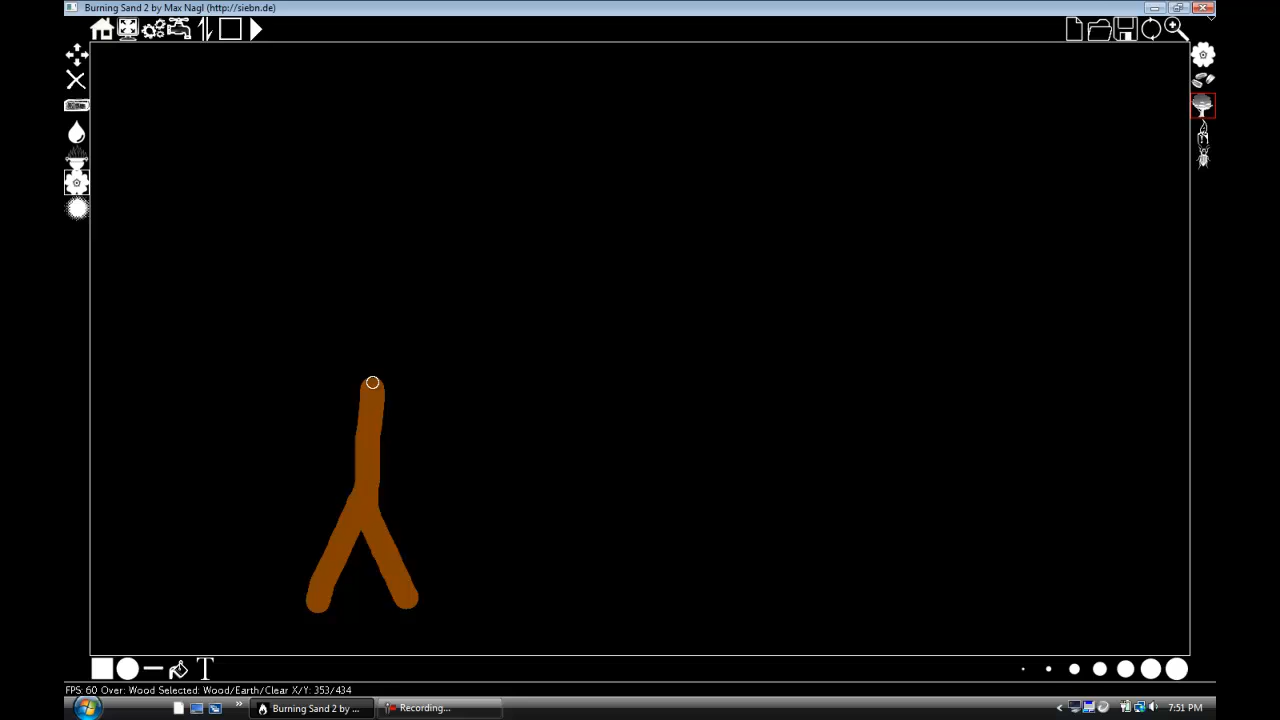 Burning Sand 2 by Max Nagl (http://siebn.de)
T
FPS: 60 Over: Wood Selected: Wood/Earth/Clear X/Y: 353/434
» Burning Sand 2 by ... Recording... < 7:51 PM